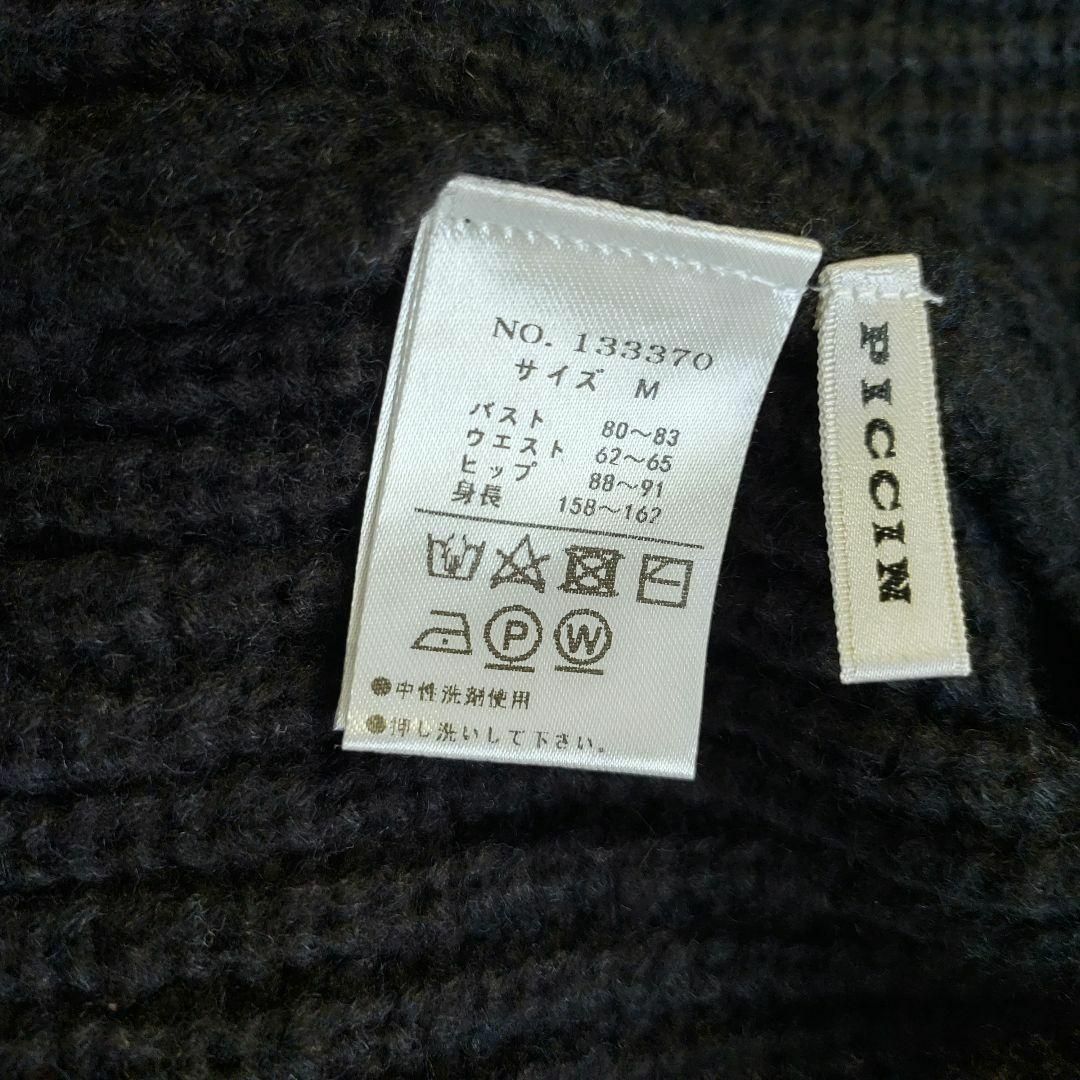 NO. 133370
サイズ M
バスト 80～83
ウエスト 62～65
ヒップ 88～91
身長 158～162
P
W
●中性洗剤使用
●押し洗いして下さい。
PICCIN